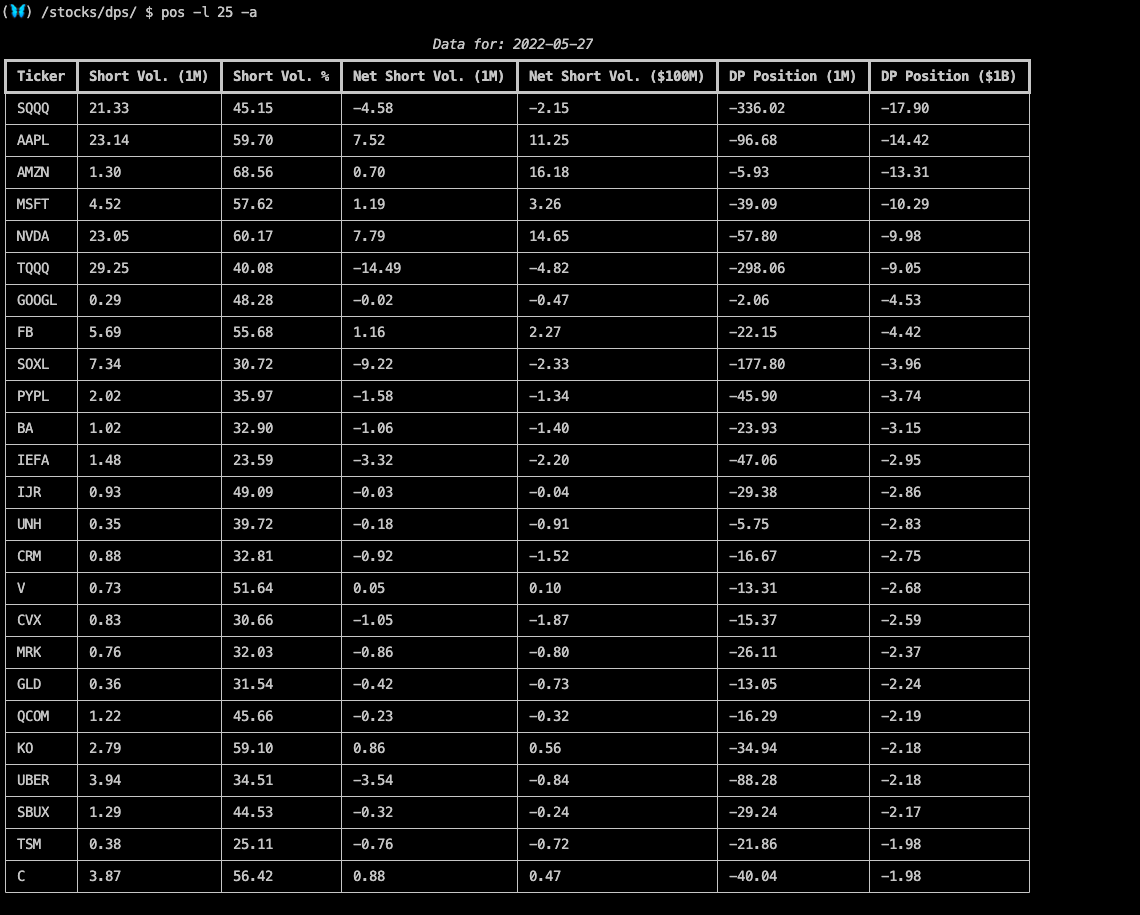 (🦋) /stocks/dps/ $ pos -l 25 -a
Data for: 2022-05-27
Ticker Short Vol. (1M) Short Vol. % Net Short Vol. (1M) Net Short Vol. ($100M) DP Position (1M) DP Position ($1B)
SQQQ 21.33 45.15 -4.58 -2.15 -336.02 -17.90
AAPL 23.14 59.70 7.52 11.25 -96.68 -14.42
AMZN 1.30 68.56 0.70 16.18 -5.93 -13.31
MSFT 4.52 57.62 1.19 3.26 -39.09 -10.29
NVDA 23.05 60.17 7.79 14.65 -57.80 -9.98
TQQQ 29.25 40.08 -14.49 -4.82 -298.06 -9.05
GOOGL 0.29 48.28 -0.02 -0.47 -2.06 -4.53
FB 5.69 55.68 1.16 2.27 -22.15 -4.42
SOXL 7.34 30.72 -9.22 -2.33 -177.80 -3.96
PYPL 2.02 35.97 -1.58 -1.34 -45.90 -3.74
BA 1.02 32.90 -1.06 -1.40 -23.93 -3.15
IEFA 1.48 23.59 -3.32 -2.20 -47.06 -2.95
IJR 0.93 49.09 -0.03 -0.04 -29.38 -2.86
UNH 0.35 39.72 -0.18 -0.91 -5.75 -2.83
CRM 0.88 32.81 -0.92 -1.52 -16.67 -2.75
V 0.73 51.64 0.05 0.10 -13.31 -2.68
CVX 0.83 30.66 -1.05 -1.87 -15.37 -2.59
MRK 0.76 32.03 -0.86 -0.80 -26.11 -2.37
GLD 0.36 31.54 -0.42 -0.73 -13.05 -2.24
QCOM 1.22 45.66 -0.23 -0.32 -16.29 -2.19
KO 2.79 59.10 0.86 0.56 -34.94 -2.18
UBER 3.94 34.51 -3.54 -0.84 -88.28 -2.18
SBUX 1.29 44.53 -0.32 -0.24 -29.24 -2.17
TSM 0.38 25.11 -0.76 -0.72 -21.86 -1.98
C 3.87 56.42 0.88 0.47 -40.04 -1.98